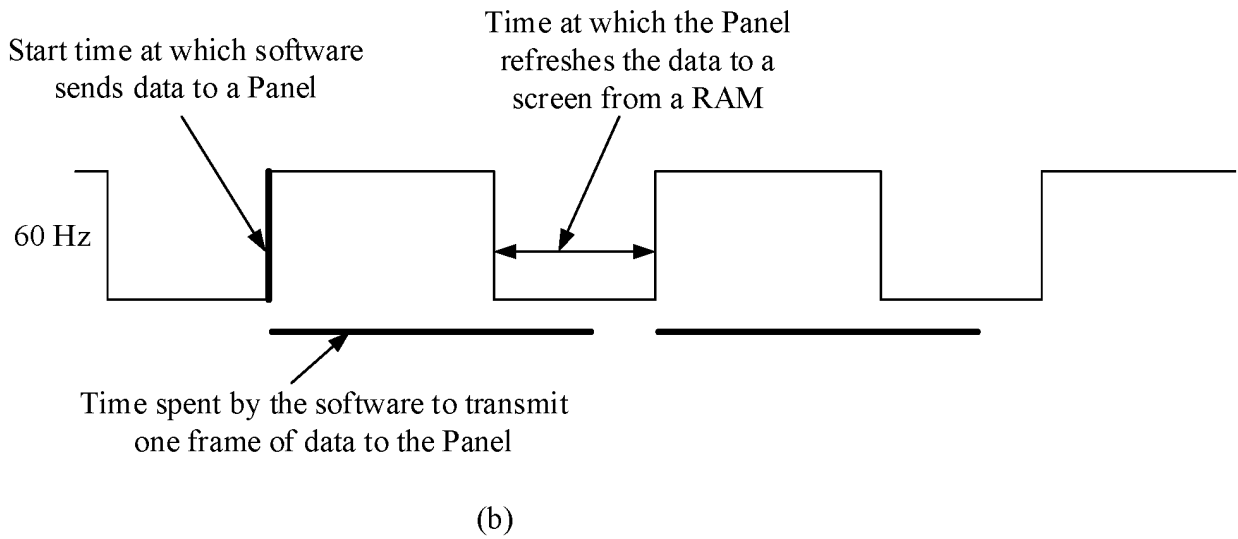 Start time at which software
sends data to a Panel
Time at which the Panel
refreshes the data to a
screen from a RAM
60 Hz
Time spent by the software to transmit
one frame of data to the Panel
(b)